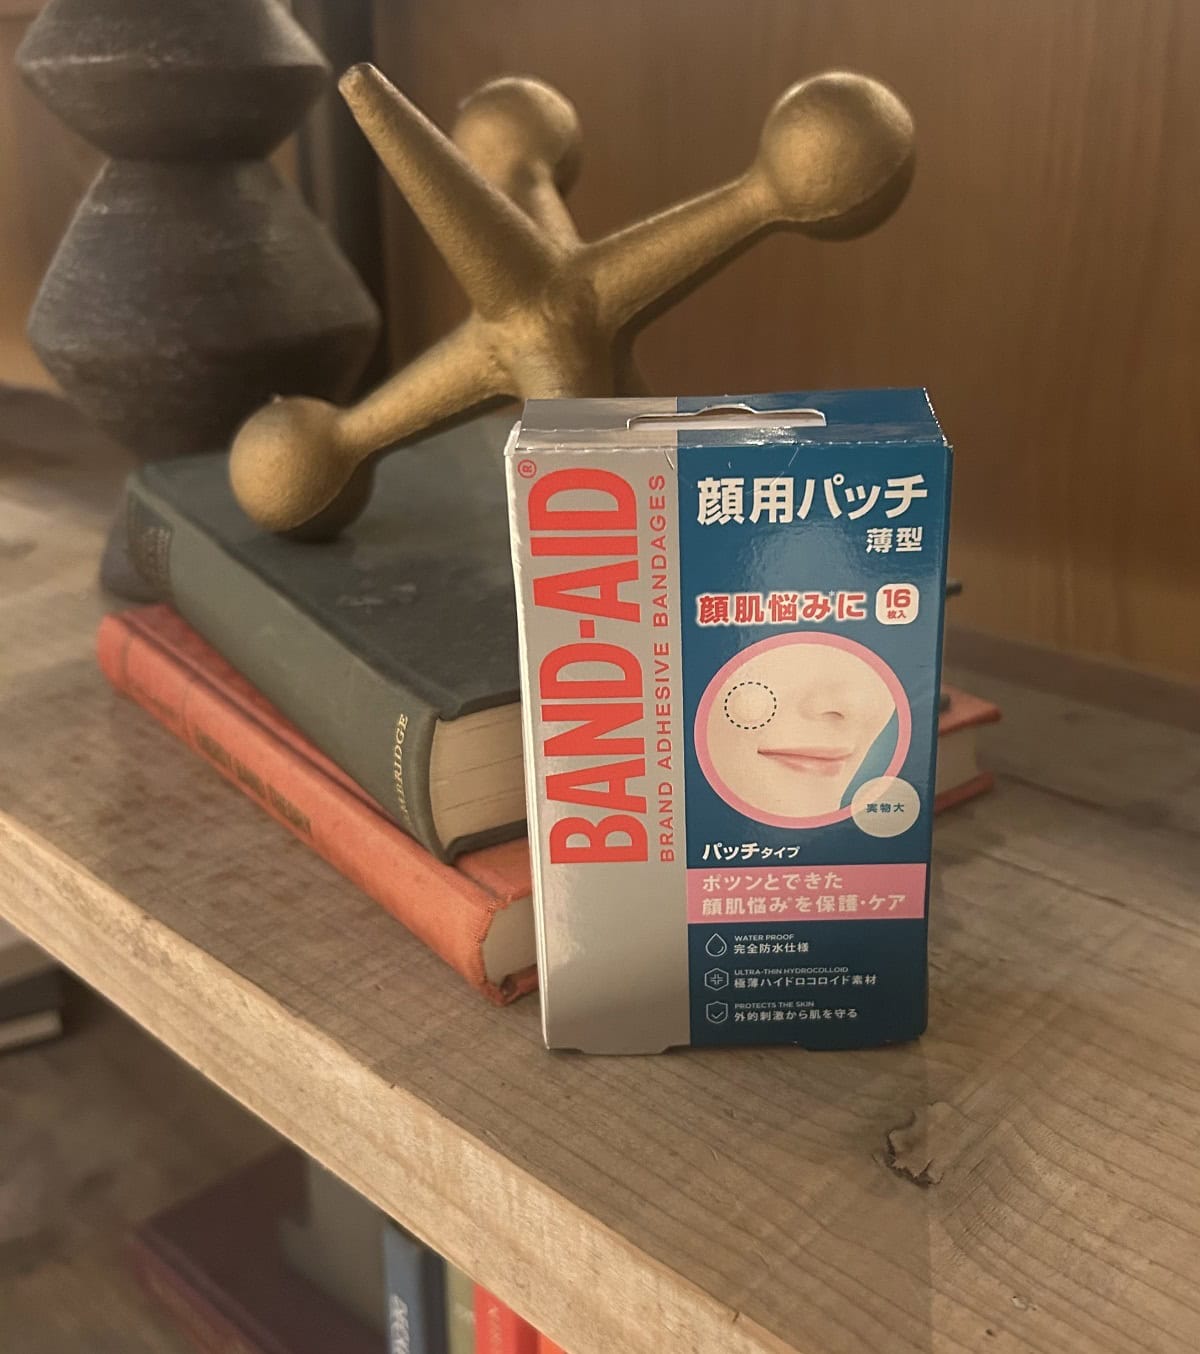 BAND-AID®
BRAND ADHESIVE BANDAGES
顔用パッチ
薄型
顔肌悩み*に
16
枚入
実物大
パッチタイプ
ポツンとできた
顔肌悩み*を保護・ケア
WATER PROOF
完全防水仕様
ULTRA-THIN HYDROCOLLOID
極薄ハイドロコロイド素材
PROTECTS THE SKIN
外的刺激から肌を守る